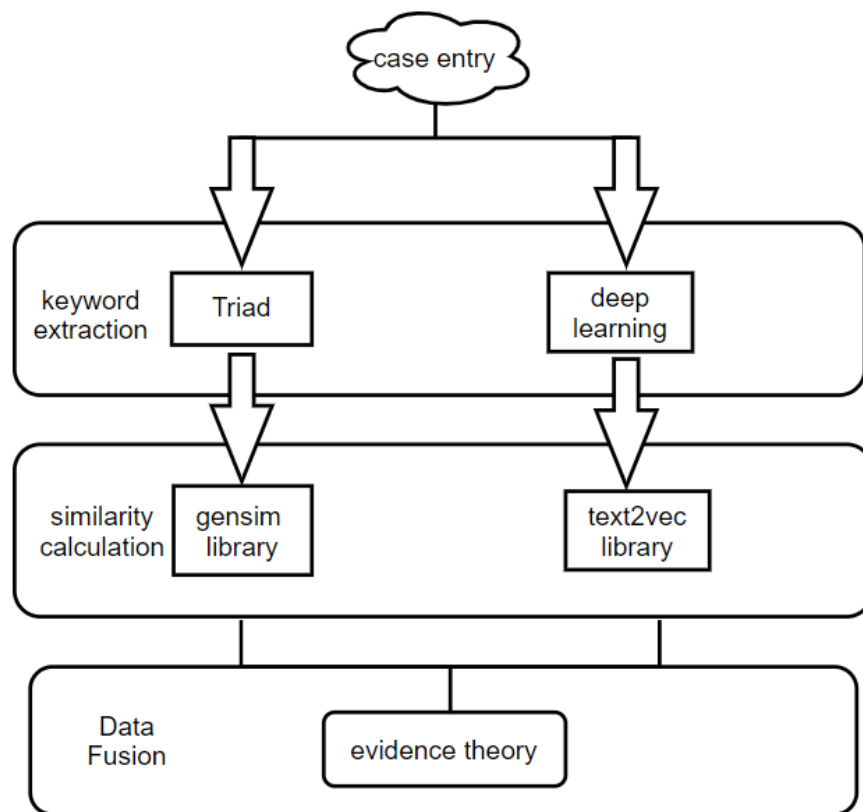 case entry
keyword
extraction
Triad
deep
learning
similarity
calculation
gensim
library
text2vec
library
Data
Fusion
evidence theory